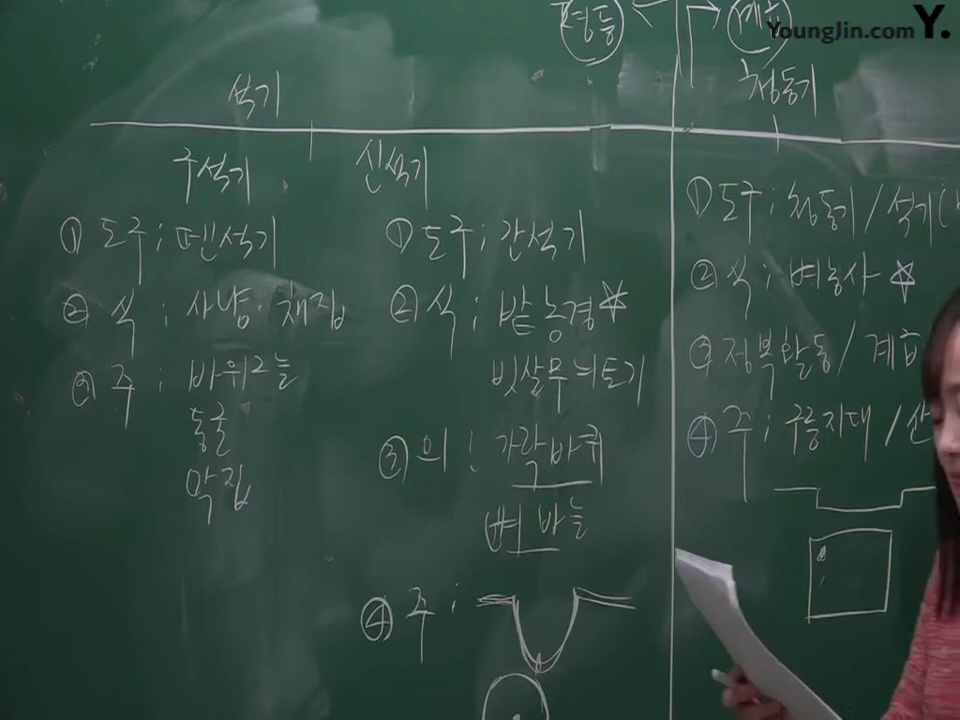 평등
YoungJin.com Y.
석기
청동기
구석기
신석기
① 도구 ; 뗀석기
② 식 ; 사냥·채집
③ 주 ; 바위그늘
동굴
막집
① 도구 ; 간석기
② 식 ; 밭농경☆
빗살무늬토기
③ 의 ; 가락바퀴
뼈바늘
④ 주 ;
① 도구 ; 청동기 / 석기(
② 식 ; 벼농사 ☆
③ 정복활동 / 계급
④ 주 ; 구릉지대 / 산